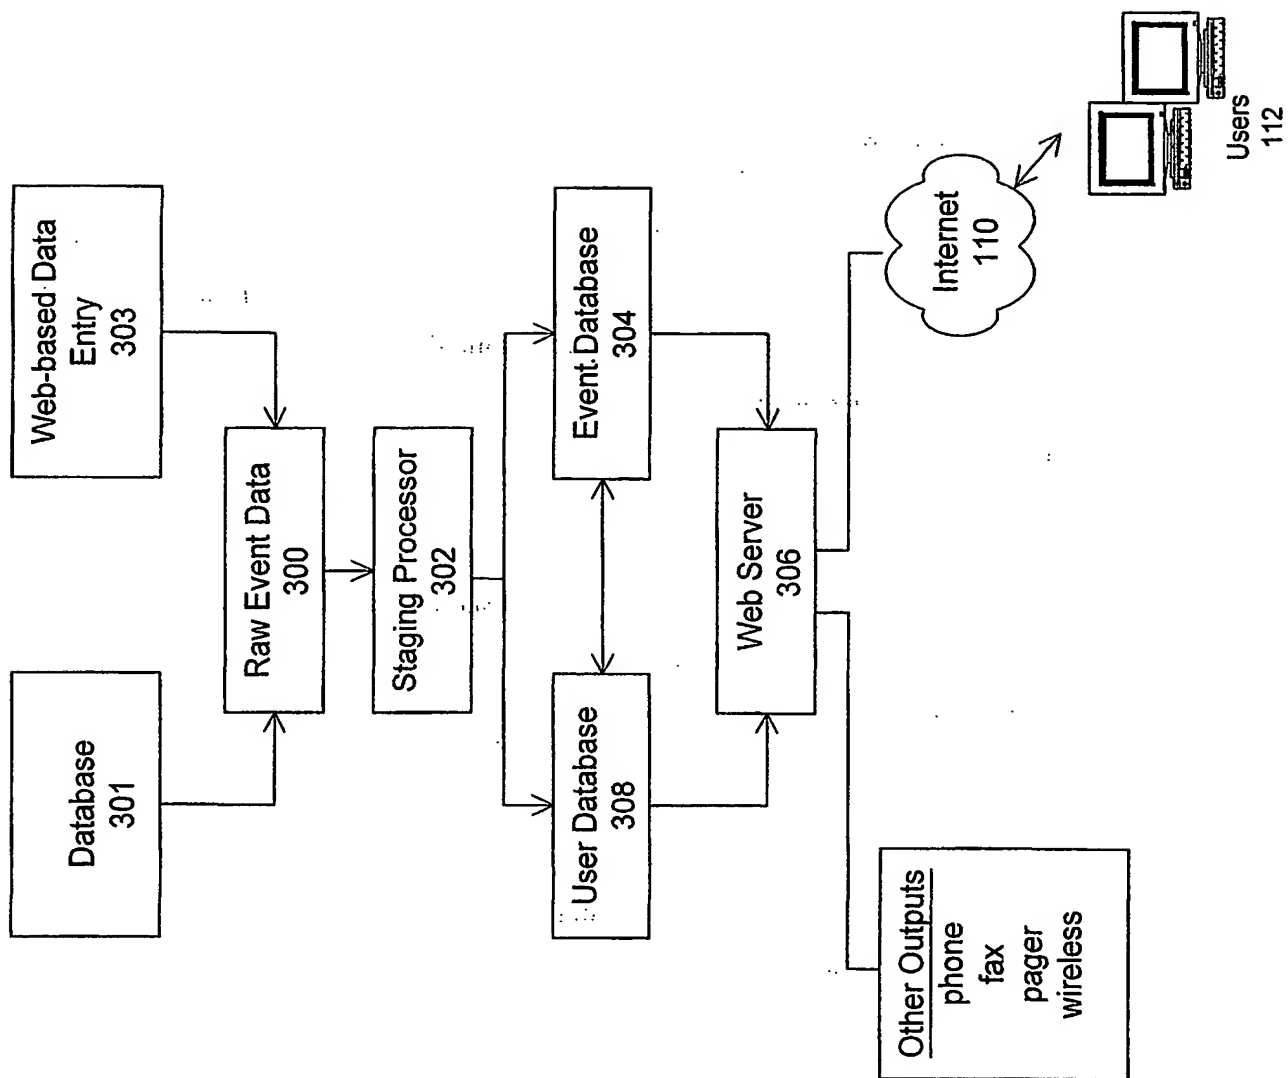 Database
301
Web-based Data
Entry
303
Raw Event Data
300
Staging Processor
302
User Database
308
Event Database
304
Web Server
306
Other Outputs
phone
fax
pager
wireless
Internet
110
Users
112